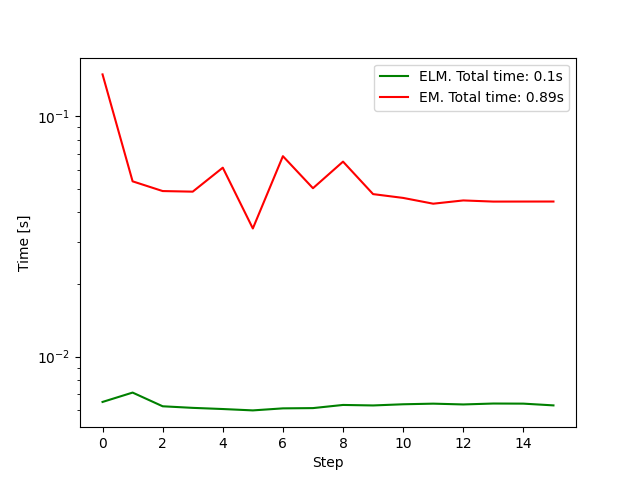 ELM. Total time: 0.1s
EM. Total time: 0.89s
10⁻¹
10⁻²
Time [s]
0 2 4 6 8 10 12 14
Step